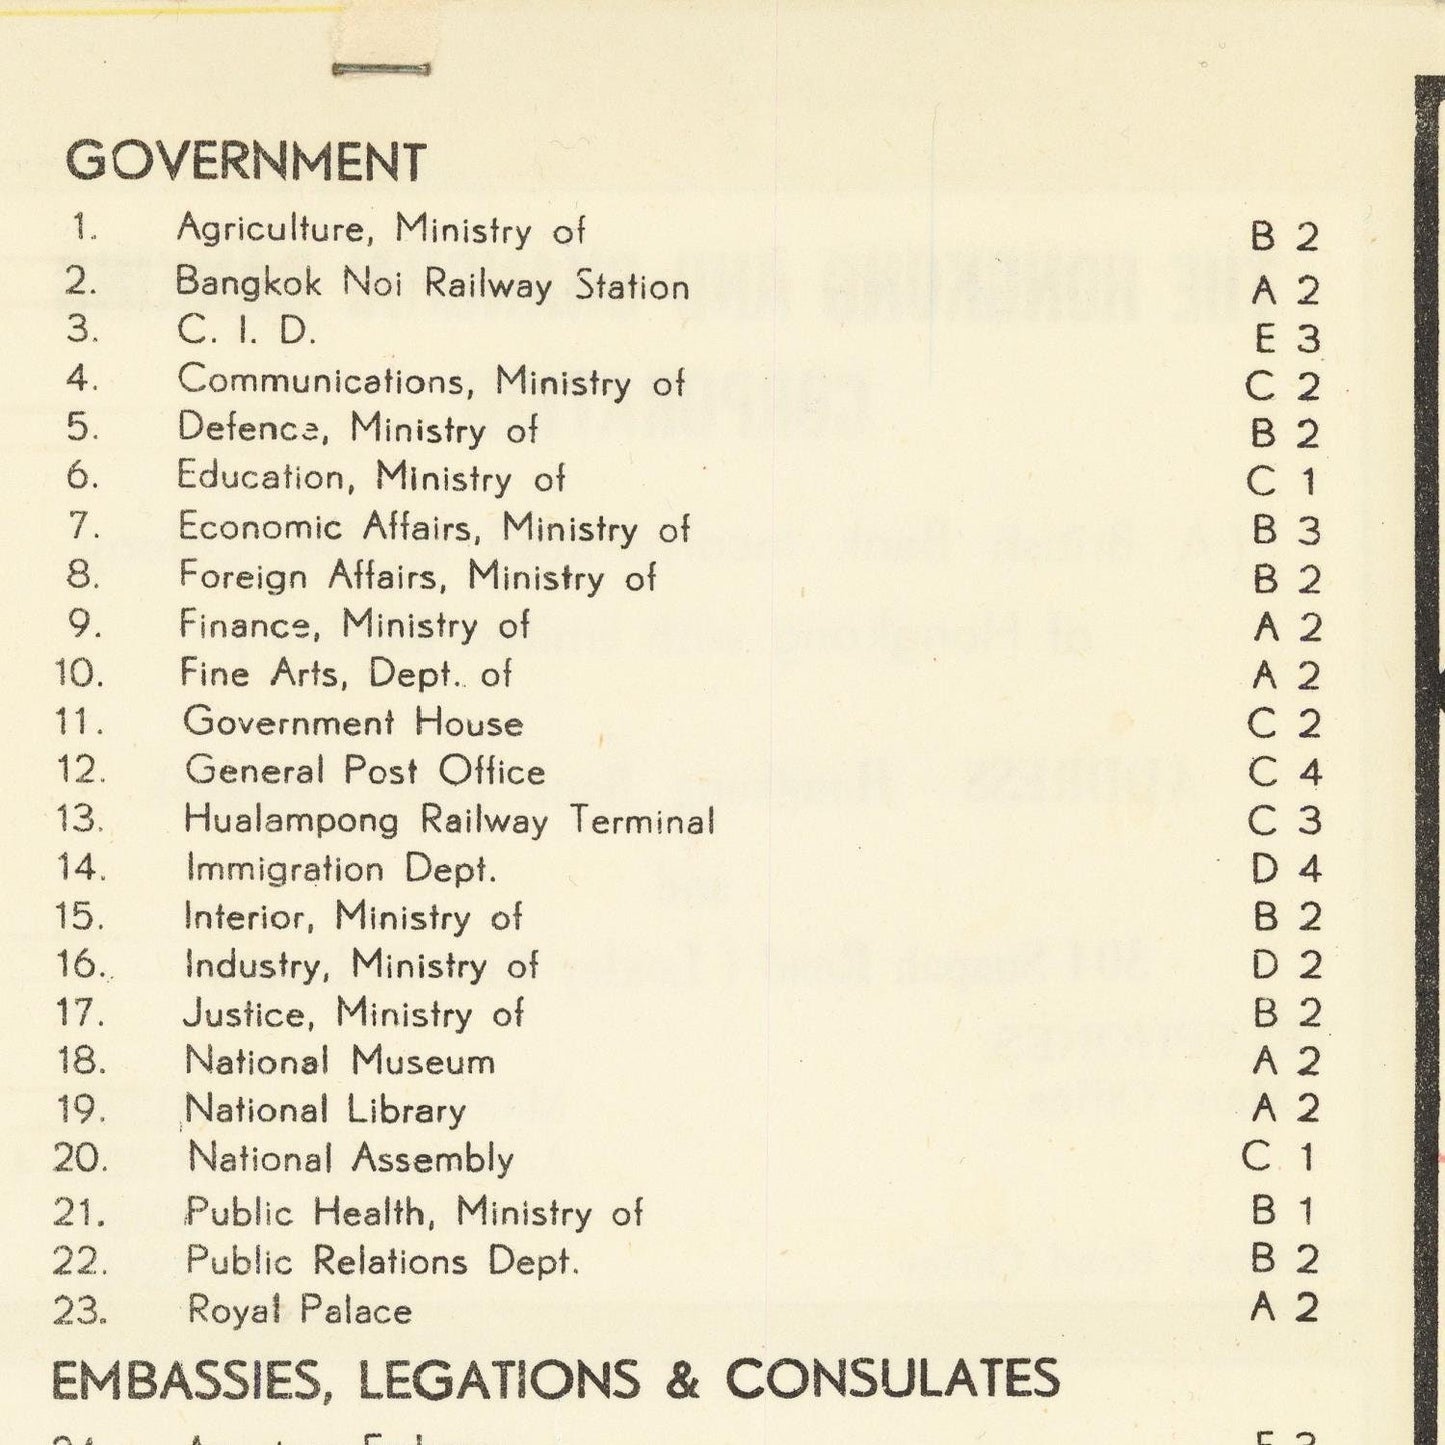 GOVERNMENT
1. Agriculture, Ministry of B 2
2. Bangkok Noi Railway Station A 2
3. C. I. D. E 3
4. Communications, Ministry of C 2
5. Defence, Ministry of B 2
6. Education, Ministry of C 1
7. Economic Affairs, Ministry of B 3
8. Foreign Affairs, Ministry of B 2
9. Finance, Ministry of A 2
10. Fine Arts, Dept. of A 2
11. Government House C 2
12. General Post Office C 4
13. Hualampong Railway Terminal C 3
14. Immigration Dept. D 4
15. Interior, Ministry of B 2
16. Industry, Ministry of D 2
17. Justice, Ministry of B 2
18. National Museum A 2
19. National Library A 2
20. National Assembly C 1
21. Public Health, Ministry of B 1
22. Public Relations Dept. B 2
23. Royal Palace A 2
EMBASSIES, LEGATIONS & CONSULATES